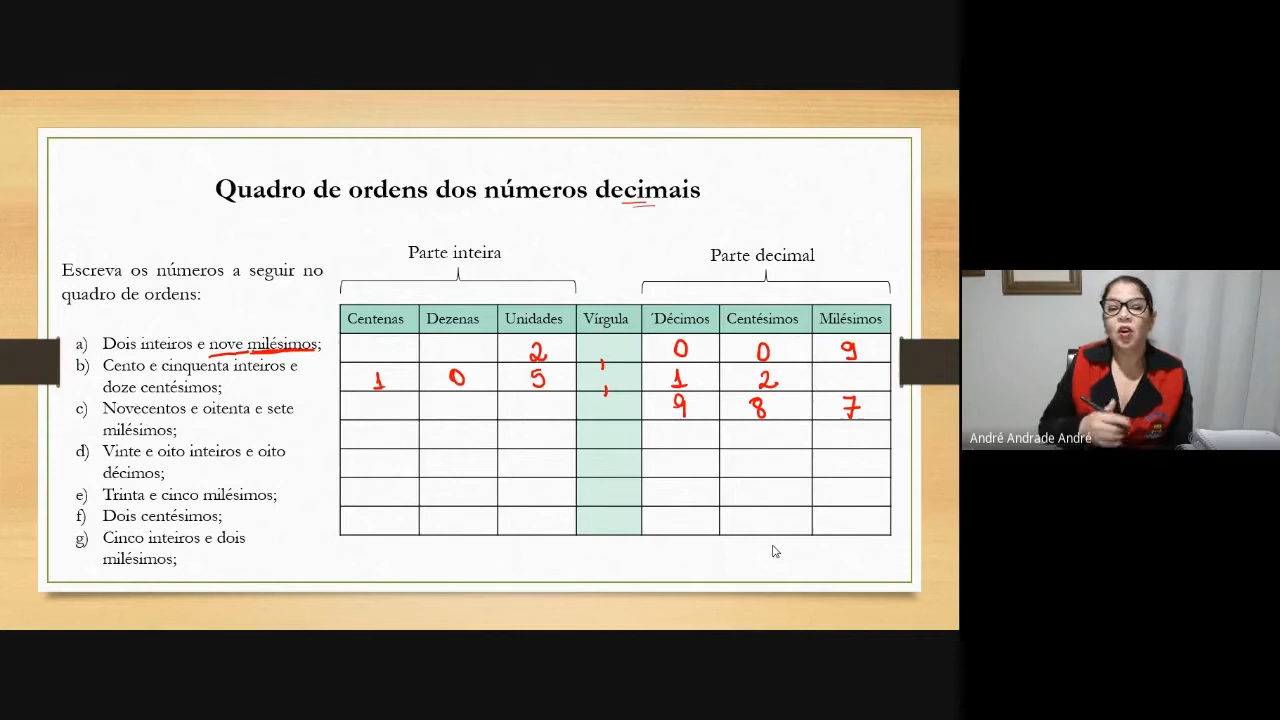 Quadro de ordens dos números decimais
Escreva os números a seguir no
quadro de ordens:
a) Dois inteiros e nove milésimos;
b) Cento e cinquenta inteiros e
doze centésimos;
c) Novecentos e oitenta e sete
milésimos;
d) Vinte e oito inteiros e oito
décimos;
e) Trinta e cinco milésimos;
f) Dois centésimos;
g) Cinco inteiros e dois
milésimos;
Parte inteira Parte decimal
Centenas Dezenas Unidades Vírgula Décimos Centésimos Milésimos
2 , 0 0 9
1 0 5 , 1 2
9 8 7
André Andrade André